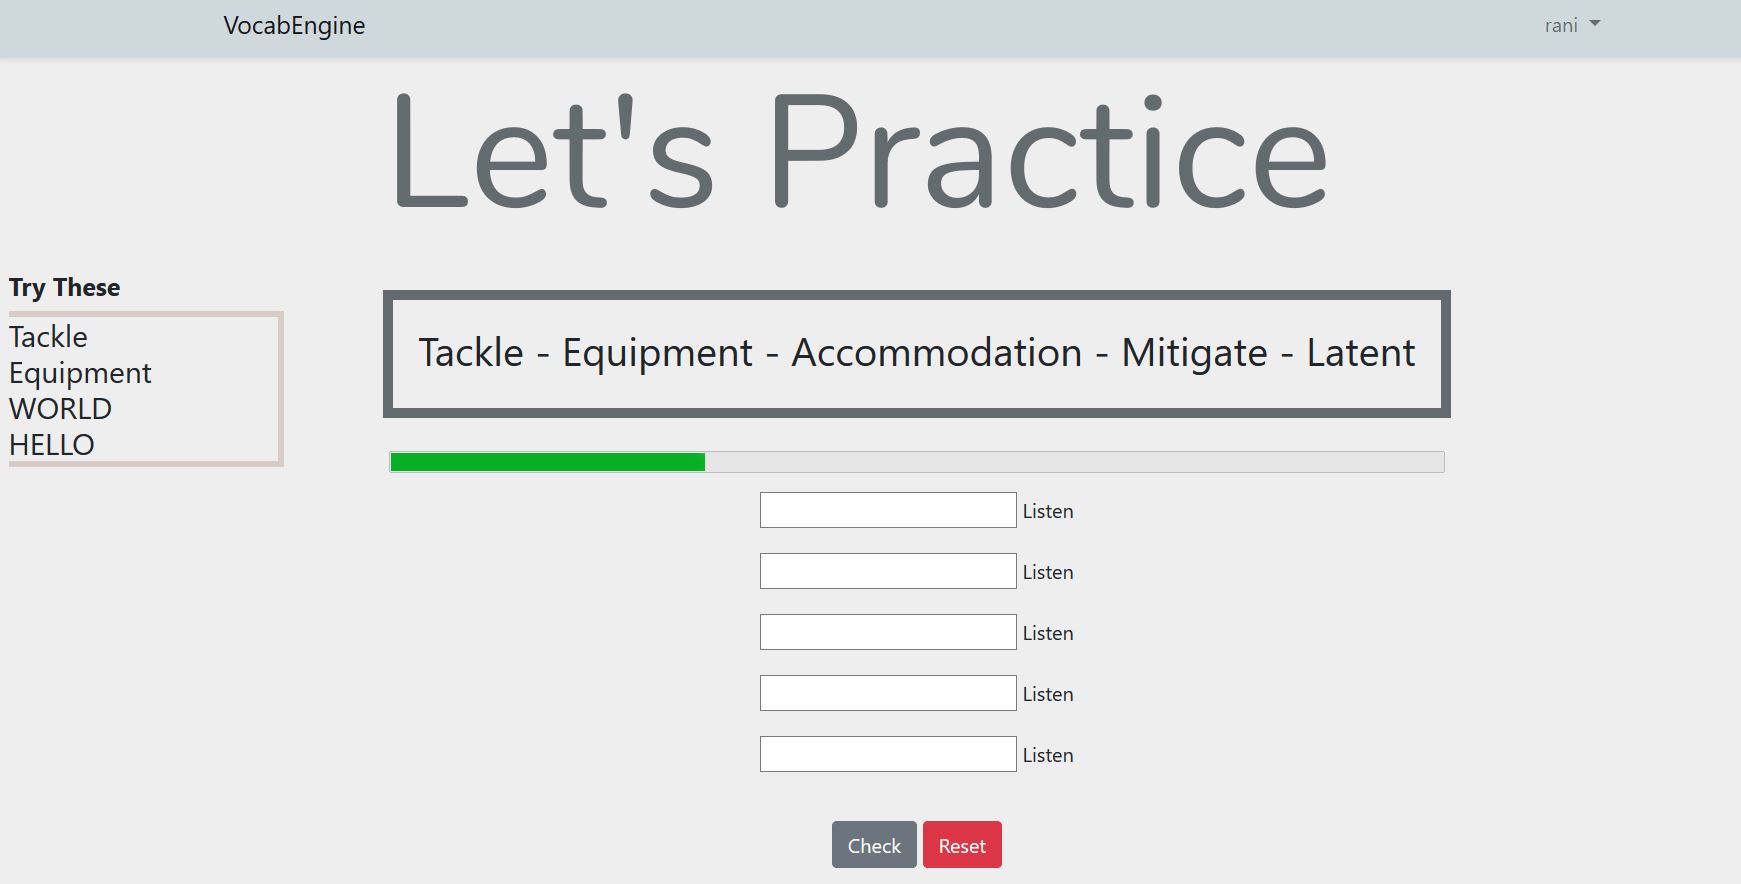 VocabEngine
rani
Let's Practice
Try These
Tackle
Equipment
WORLD
HELLO
Tackle - Equipment - Accommodation - Mitigate - Latent
Listen
Listen
Listen
Listen
Listen
Check
Reset